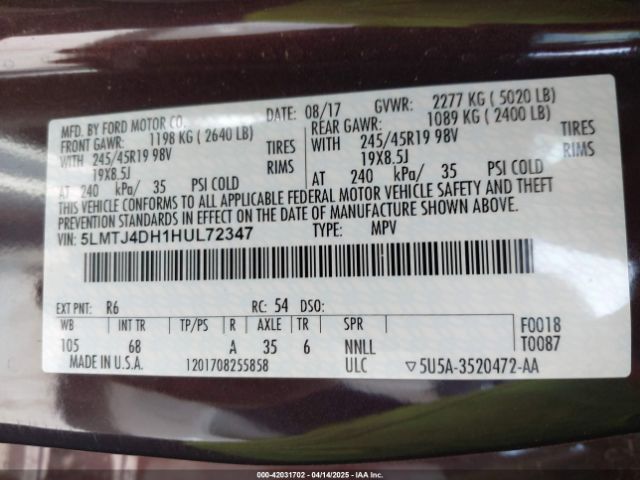 MFD. BY FORD MOTOR CO. DATE: 08/17 GVWR: 2277 KG ( 5020 LB)
FRONT GAWR: 1198 KG ( 2640 LB) REAR GAWR: 1089 KG ( 2400 LB)
WITH 245/45R19 98V TIRES WITH 245/45R19 98V TIRES
19X8.5J RIMS 19X8.5J RIMS
AT 240 kPa/ 35 PSI COLD AT 240 kPa/ 35 PSI COLD
THIS VEHICLE CONFORMS TO ALL APPLICABLE FEDERAL MOTOR VEHICLE SAFETY AND THEFT
PREVENTION STANDARDS IN EFFECT ON THE DATE OF MANUFACTURE SHOWN ABOVE.
VIN: 5LMTJ4DH1HUL72347 TYPE: MPV
EXT PNT: R6 RC: 54 DSO:
WB INT TR TP/PS R AXLE TR SPR F0018
105 68 A 35 6 NNLL T0087
MADE IN U.S.A. 1201708255858 ULC ▽5U5A-3520472-AA
000-42031702 - 04/14/2025 - IAA Inc.